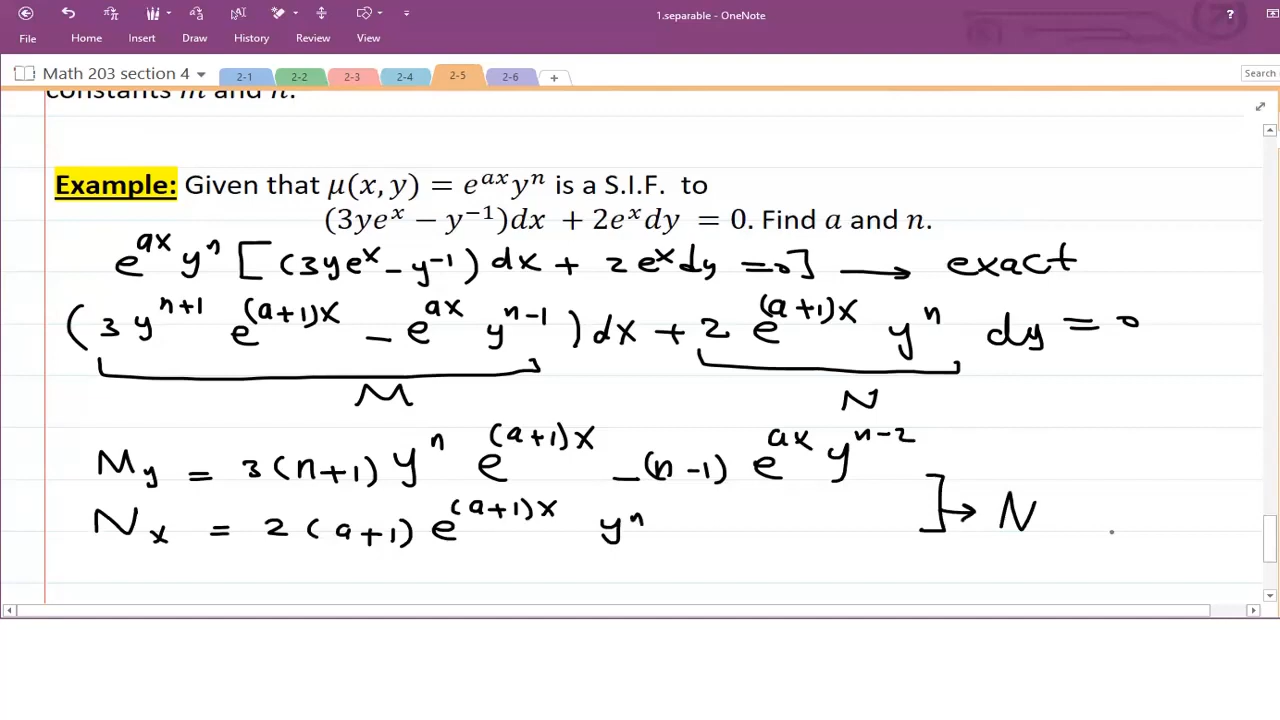 1.separable - OneNote
?
File Home Insert Draw History Review View
Math 203 section 4 2-1 2-2 2-3 2-4 2-5 2-6 + Search
constants m and n.
Example: Given that μ(x, y) = e^{ax}y^n is a S.I.F. to
(3ye^x − y^{−1})dx + 2e^x dy = 0. Find a and n.
e^{ax} y^n [(3ye^x − y^{−1}) dx + 2e^x dy = 0] → exact
(3 y^{n+1} e^{(a+1)x} − e^{ax} y^{n−1}) dx + 2 e^{(a+1)x} y^n dy = 0
M N
M_y = 3(n+1) y^n e^{(a+1)x} − (n−1) e^{ax} y^{n−2}
N_x = 2(a+1) e^{(a+1)x} y^n ] → N